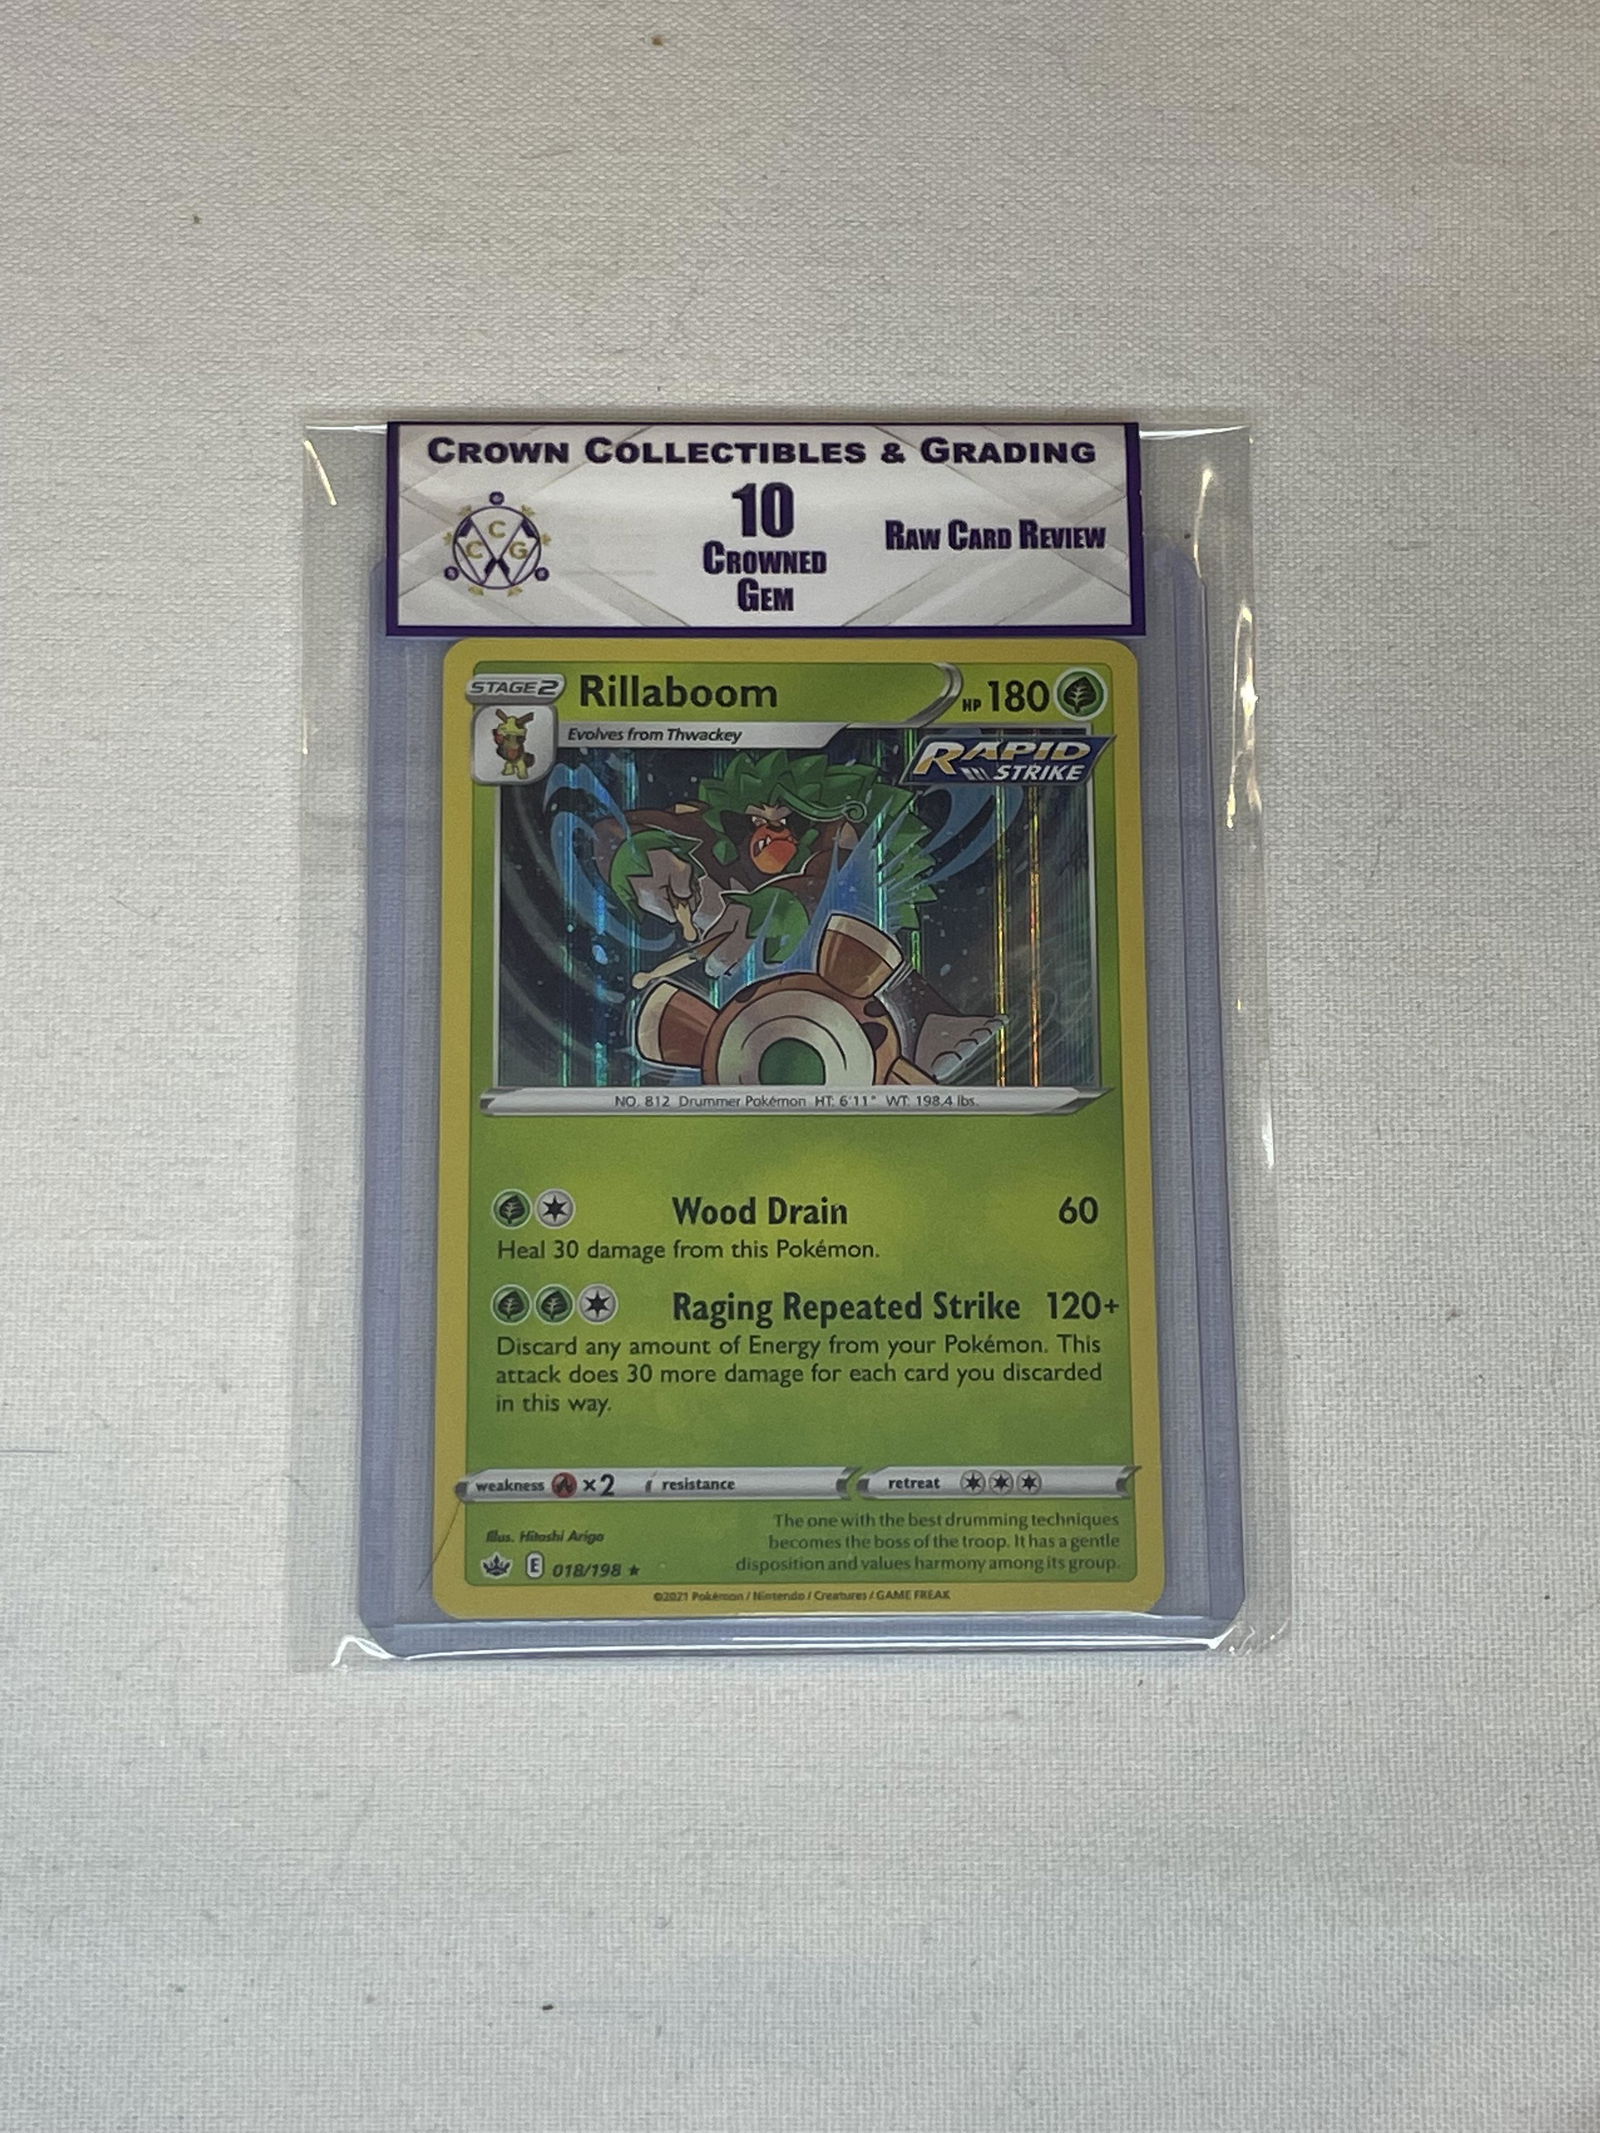 CROWN COLLECTIBLES & GRADING
C C G
10
CROWNED
GEM
RAW CARD REVIEW
STAGE 2 Rillaboom HP 180
Evolves from Thwackey
RAPID
STRIKE
NO. 812 Drummer Pokémon HT: 6'11" WT: 198.4 lbs.
Wood Drain 60
Heal 30 damage from this Pokémon.
Raging Repeated Strike 120+
Discard any amount of Energy from your Pokémon. This
attack does 30 more damage for each card you discarded
in this way.
weakness ×2 resistance retreat
The one with the best drumming techniques
becomes the boss of the troop. It has a gentle
disposition and values harmony among its group.
Illus. Hitoshi Ariga
E 018/198 ★
©2021 Pokémon / Nintendo / Creatures / GAME FREAK